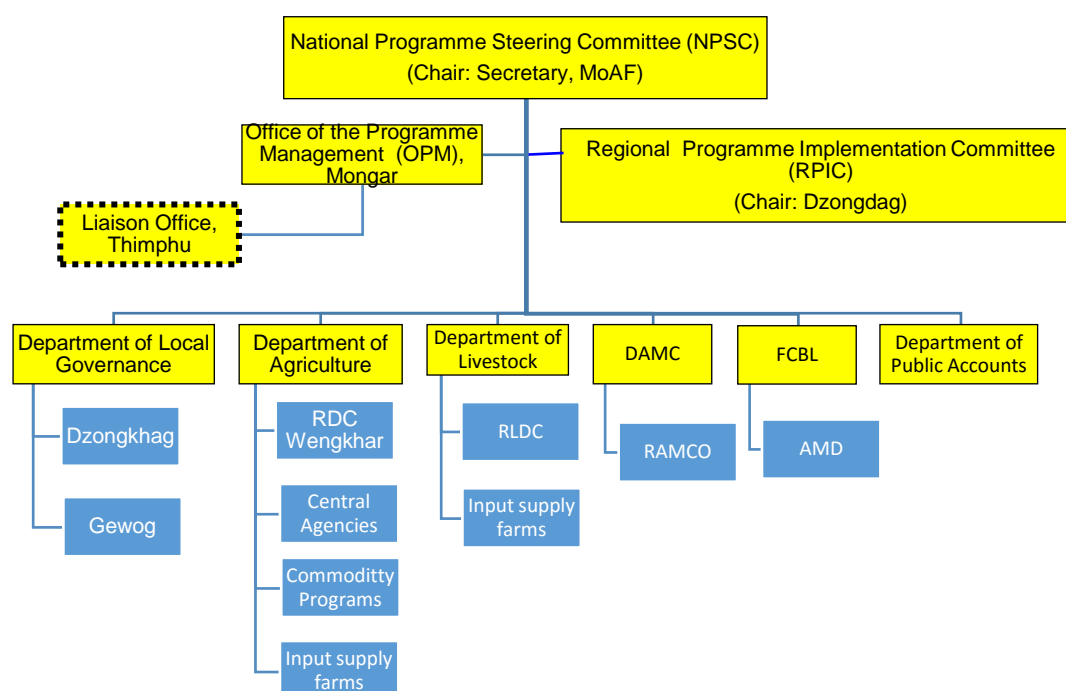 National Programme Steering Committee (NPSC)
(Chair: Secretary, MoAF)
Office of the Programme
Management (OPM),
Mongar
Regional Programme Implementation Committee
(RPIC)
(Chair: Dzongdag)
Liaison Office,
Thimphu
Department of Local
Governance
Department of
Agriculture
Department of
Livestock
DAMC
FCBL
Department of
Public Accounts
Dzongkhag
Gewog
RDC
Wengkhar
Central
Agencies
Commoditty
Programs
Input supply
farms
RLDC
Input supply
farms
RAMCO
AMD